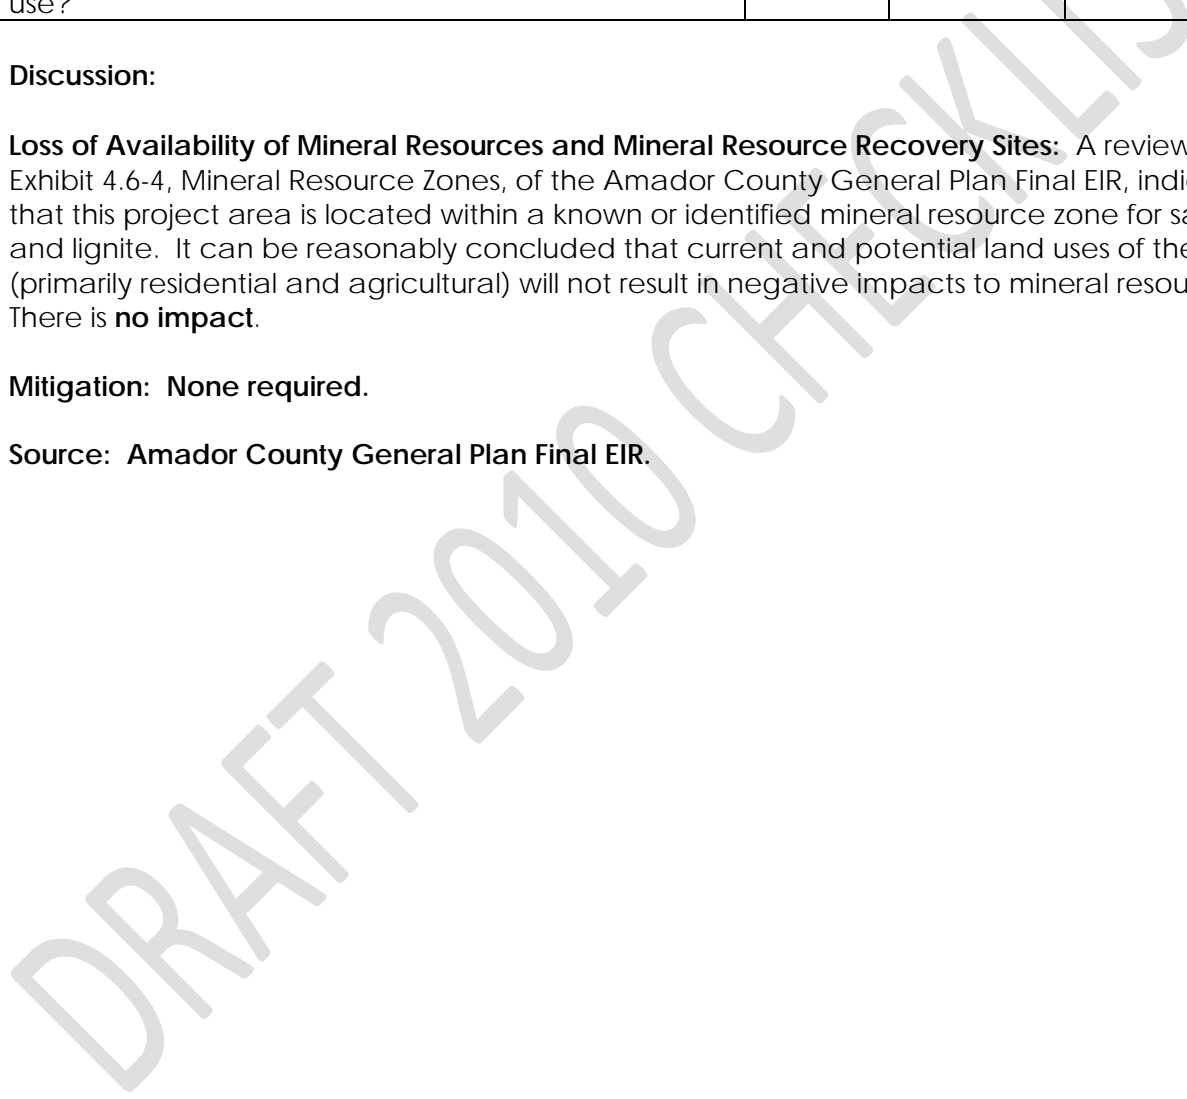 use?
Discussion:
Loss of Availability of Mineral Resources and Mineral Resource Recovery Sites: A review
Exhibit 4.6-4, Mineral Resource Zones, of the Amador County General Plan Final EIR,
that this project area is located within a known or identified mineral resource zone for
and lignite. It can be reasonably concluded that current and potential land uses of the
(primarily residential and agricultural) will not result in negative impacts to mineral
There is no impact.
Mitigation: None required.
Source: Amador County General Plan Final EIR.
DRAFT 2010 CHECKLIS